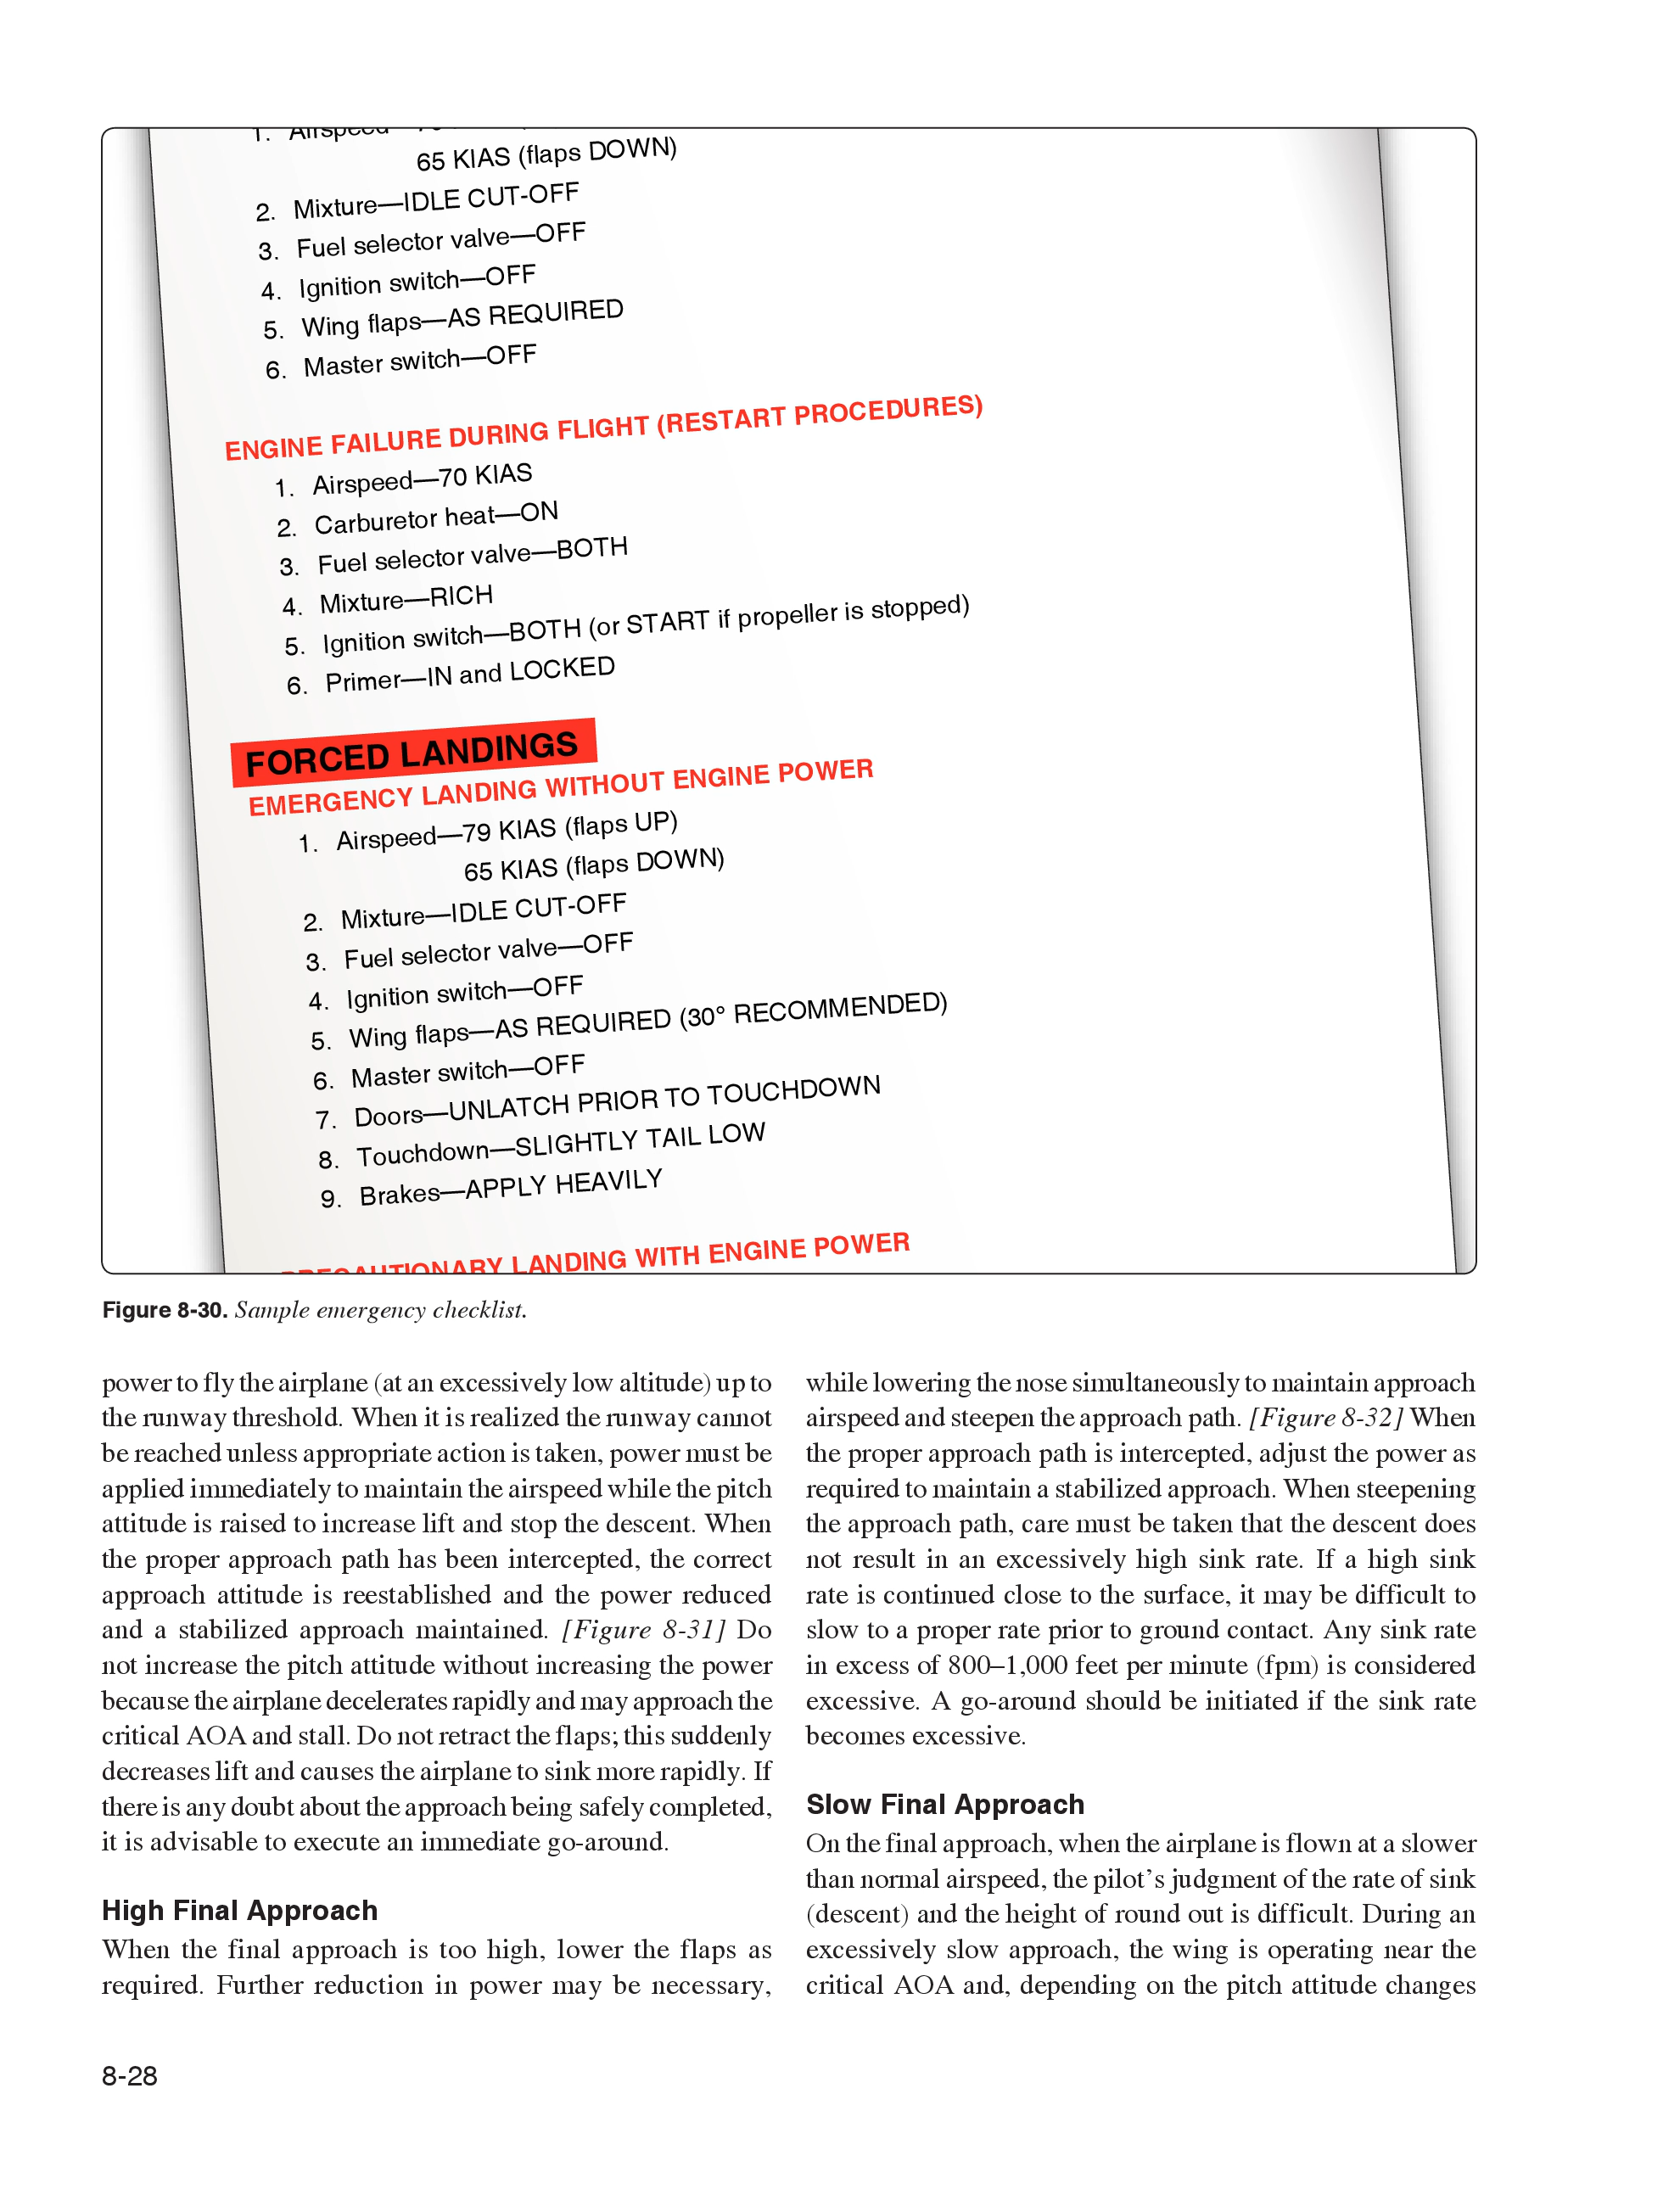 1. Airspeed
65 KIAS (flaps DOWN)
2. Mixture—IDLE CUT-OFF
3. Fuel selector valve—OFF
4. Ignition switch—OFF
5. Wing flaps—AS REQUIRED
6. Master switch—OFF
ENGINE FAILURE DURING FLIGHT (RESTART PROCEDURES)
1. Airspeed—70 KIAS
2. Carburetor heat—ON
3. Fuel selector valve—BOTH
4. Mixture—RICH
5. Ignition switch—BOTH (or START if propeller is stopped)
6. Primer—IN and LOCKED
FORCED LANDINGS
EMERGENCY LANDING WITHOUT ENGINE POWER
1. Airspeed—79 KIAS (flaps UP)
65 KIAS (flaps DOWN)
2. Mixture—IDLE CUT-OFF
3. Fuel selector valve—OFF
4. Ignition switch—OFF
5. Wing flaps—AS REQUIRED (30° RECOMMENDED)
6. Master switch—OFF
7. Doors—UNLATCH PRIOR TO TOUCHDOWN
8. Touchdown—SLIGHTLY TAIL LOW
9. Brakes—APPLY HEAVILY
PRECAUTIONARY LANDING WITH ENGINE POWER
Figure 8-30. Sample emergency checklist.
power to fly the airplane (at an excessively low altitude) up to
the runway threshold. When it is realized the runway cannot
be reached unless appropriate action is taken, power must be
applied immediately to maintain the airspeed while the pitch
attitude is raised to increase lift and stop the descent. When
the proper approach path has been intercepted, the correct
approach attitude is reestablished and the power reduced
and a stabilized approach maintained. [Figure 8-31] Do
not increase the pitch attitude without increasing the power
because the airplane decelerates rapidly and may approach the
critical AOA and stall. Do not retract the flaps; this suddenly
decreases lift and causes the airplane to sink more rapidly. If
there is any doubt about the approach being safely completed,
it is advisable to execute an immediate go-around.
High Final Approach
When the final approach is too high, lower the flaps as
required. Further reduction in power may be necessary,
while lowering the nose simultaneously to maintain approach
airspeed and steepen the approach path. [Figure 8-32] When
the proper approach path is intercepted, adjust the power as
required to maintain a stabilized approach. When steepening
the approach path, care must be taken that the descent does
not result in an excessively high sink rate. If a high sink
rate is continued close to the surface, it may be difficult to
slow to a proper rate prior to ground contact. Any sink rate
in excess of 800–1,000 feet per minute (fpm) is considered
excessive. A go-around should be initiated if the sink rate
becomes excessive.
Slow Final Approach
On the final approach, when the airplane is flown at a slower
than normal airspeed, the pilot’s judgment of the rate of sink
(descent) and the height of round out is difficult. During an
excessively slow approach, the wing is operating near the
critical AOA and, depending on the pitch attitude changes
8-28